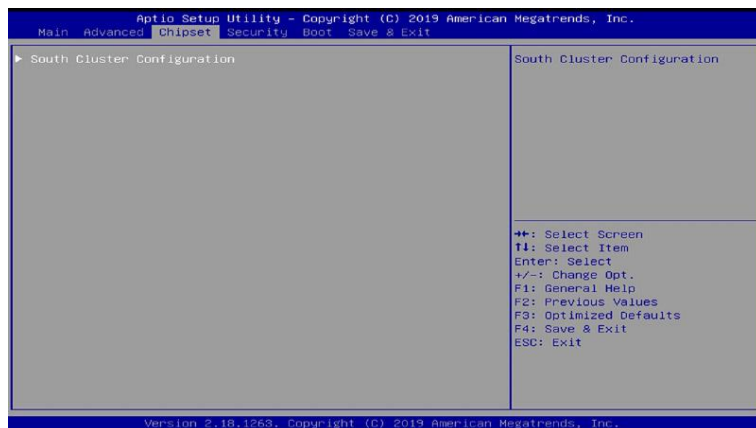 Aptio Setup Utility – Copyright (C) 2019 American Megatrends, Inc.
Main Advanced Chipset Security Boot Save & Exit
► South Cluster Configuration
South Cluster Configuration
→←: Select Screen
↑↓: Select Item
Enter: Select
+/-: Change Opt.
F1: General Help
F2: Previous Values
F3: Optimized Defaults
F4: Save & Exit
ESC: Exit
Version 2.18.1263. Copyright (C) 2019 American Megatrends, Inc.